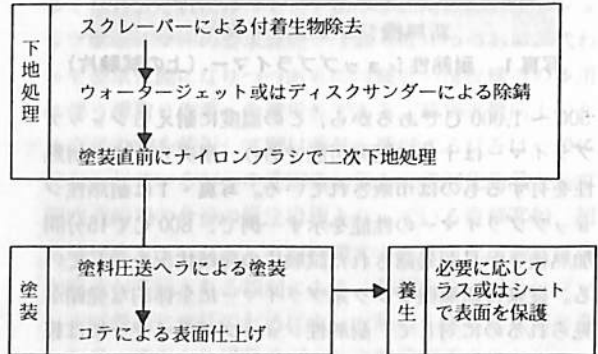 下地処理
スクレーパーによる付着生物除去
ウォータージェット或はディスクサンダーによる除錆
塗装直前にナイロンブラシで二次下地処理
塗装
塗料圧送ヘラによる塗装
コテによる表面仕上げ
養生
必要に応じて
ラス或はシート
で表面を保護